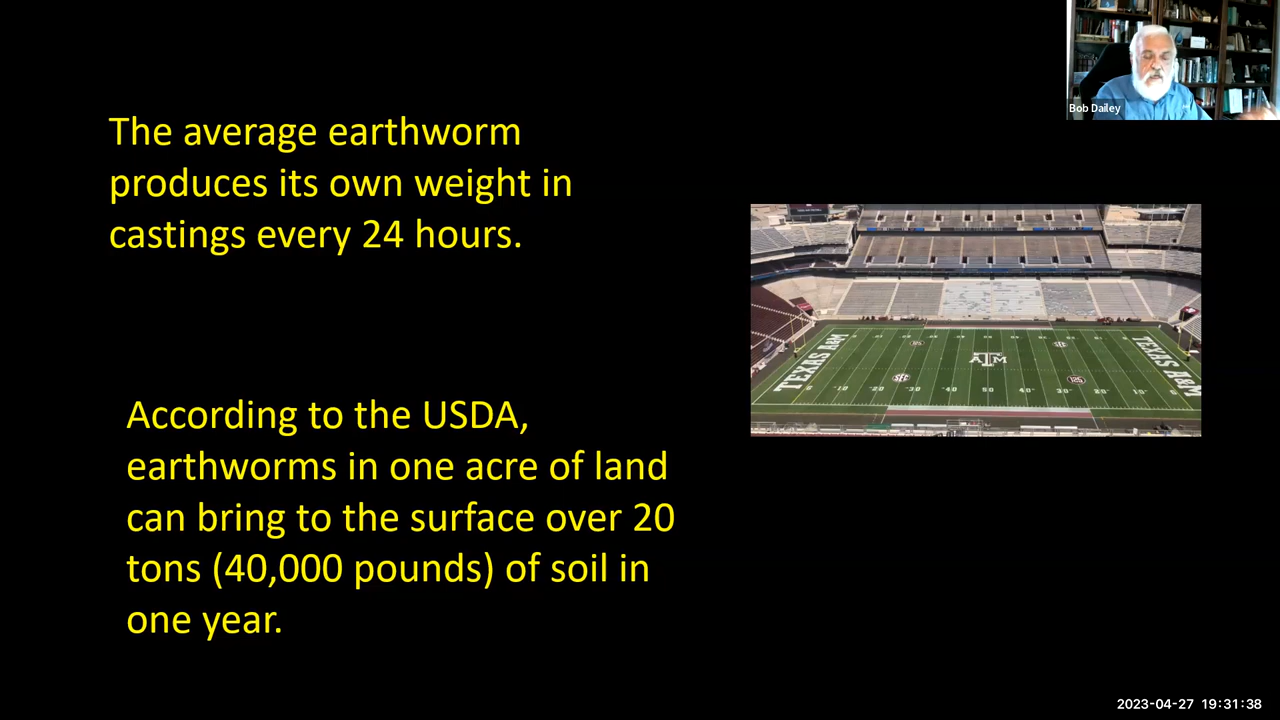 Bob Dailey
The average earthworm
produces its own weight in
castings every 24 hours.
TEXAS A&M
A&M
TEXAS A&M
SEC
SEC
According to the USDA,
earthworms in one acre of land
can bring to the surface over 20
tons (40,000 pounds) of soil in
one year.
2023-04-27 19:31:38